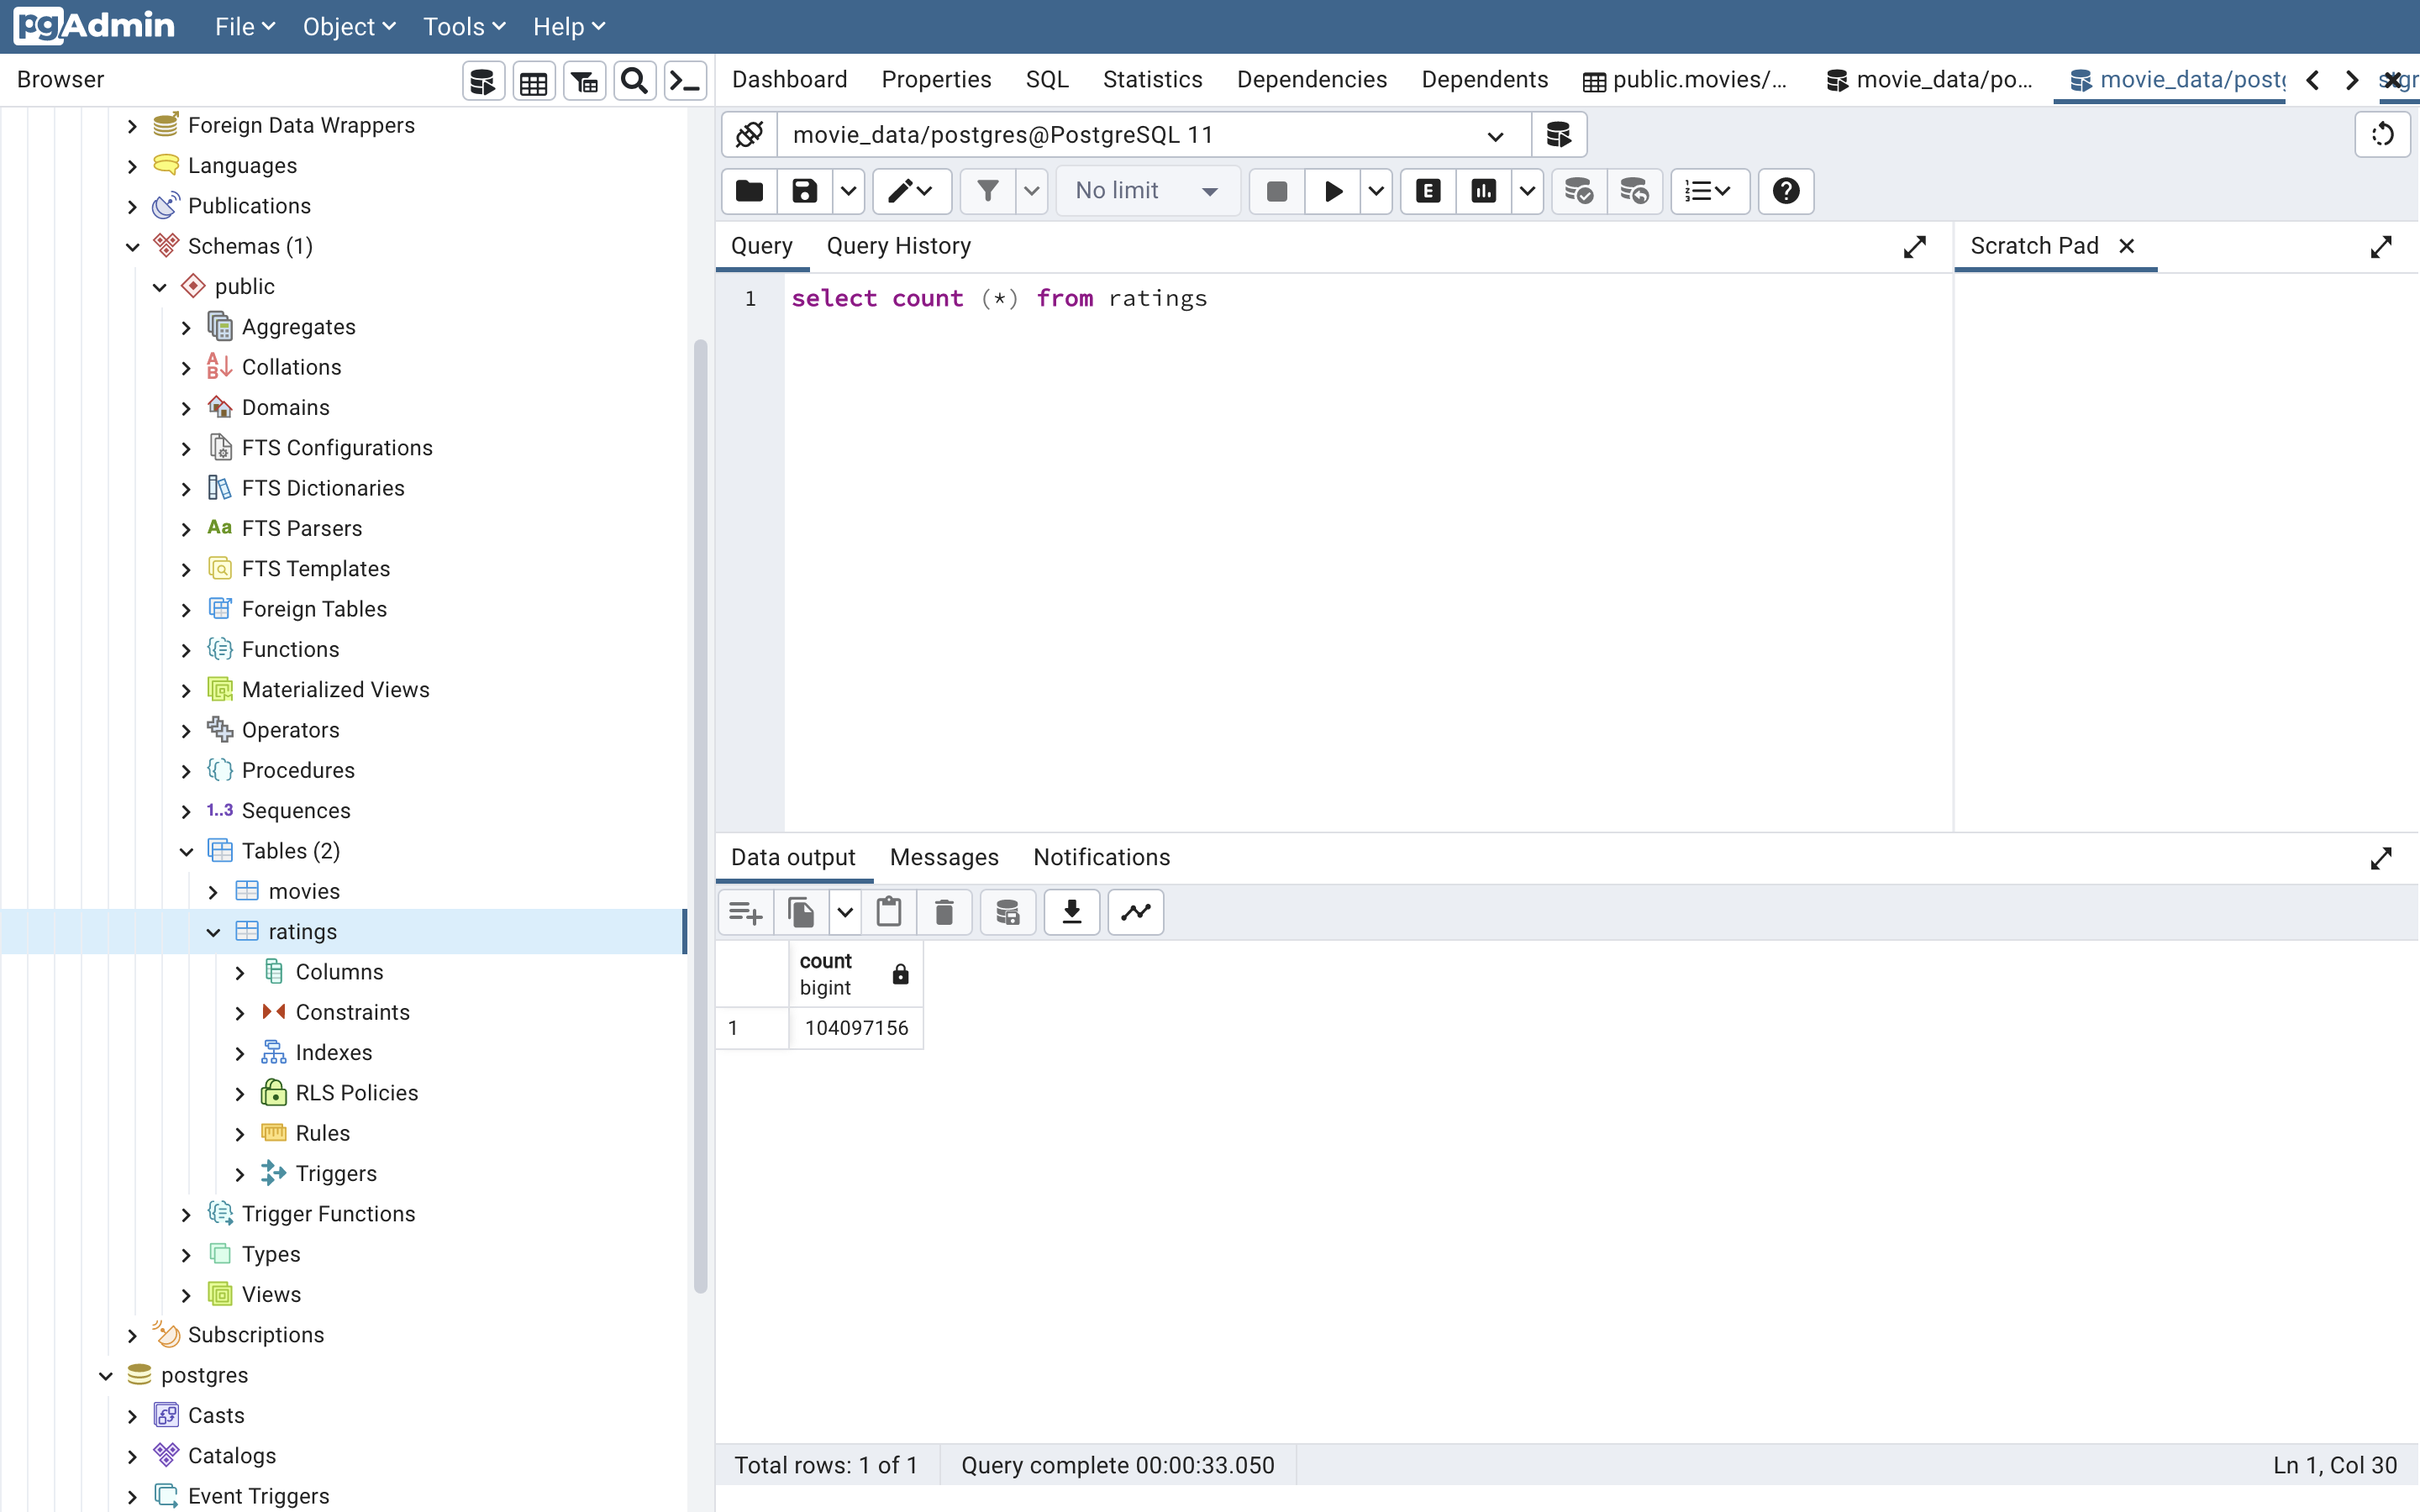 pgAdmin File Object Tools Help
Browser
Dashboard Properties SQL Statistics Dependencies Dependents public.movies/... movie_data/po... movie_data/post
movie_data/postgres@PostgreSQL 11
No limit
E
Query Query History Scratch Pad
1 select count (*) from ratings
Foreign Data Wrappers
Languages
Publications
Schemas (1)
public
Aggregates
Collations
Domains
FTS Configurations
FTS Dictionaries
Aa FTS Parsers
FTS Templates
Foreign Tables
Functions
Materialized Views
Operators
Procedures
1..3 Sequences
Tables (2)
movies
ratings
Columns
Constraints
Indexes
RLS Policies
Rules
Triggers
Trigger Functions
Types
Views
Subscriptions
postgres
Casts
Catalogs
Event Triggers
Data output Messages Notifications
count
bigint
1 104097156
Total rows: 1 of 1 Query complete 00:00:33.050 Ln 1, Col 30